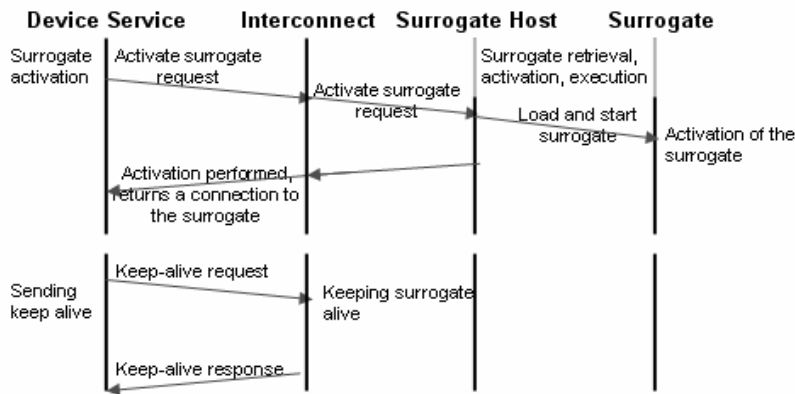 Device Service Interconnect Surrogate Host Surrogate
Surrogate
activation
Activate surrogate
request
Surrogate retrieval,
activation, execution
Activate surrogate
request
Load and start
surrogate
Activation of the
surrogate
Activation performed,
returns a connection to
the surrogate
Keep-alive request
Sending
keep alive
Keeping surrogate
alive
Keep-alive response